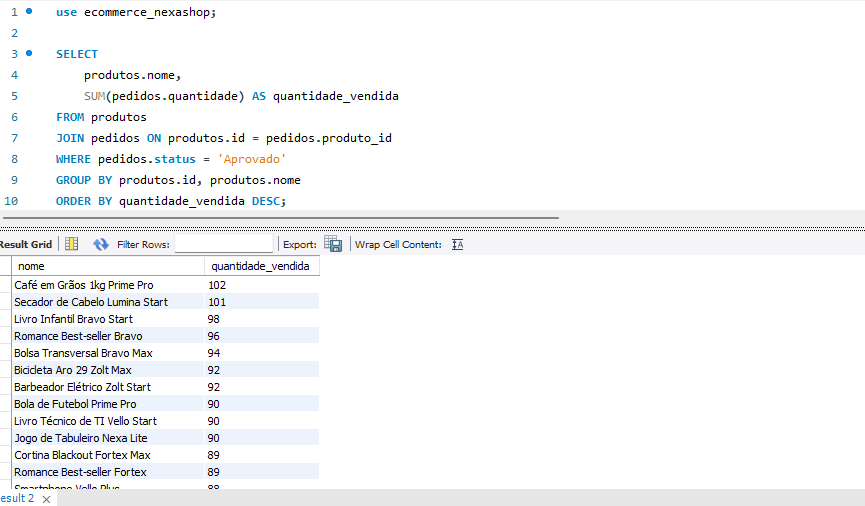 1 use ecommerce_nexashop;
2
3 SELECT
4 produtos.nome,
5 SUM(pedidos.quantidade) AS quantidade_vendida
6 FROM produtos
7 JOIN pedidos ON produtos.id = pedidos.produto_id
8 WHERE pedidos.status = 'Aprovado'
9 GROUP BY produtos.id, produtos.nome
10 ORDER BY quantidade_vendida DESC;
Result Grid Filter Rows: Export: Wrap Cell Content:
nome quantidade_vendida
Café em Grãos 1kg Prime Pro 102
Secador de Cabelo Lumina Start 101
Livro Infantil Bravo Start 98
Romance Best-seller Bravo 96
Bolsa Transversal Bravo Max 94
Bicicleta Aro 29 Zolt Max 92
Barbeador Elétrico Zolt Start 92
Bola de Futebol Prime Pro 90
Livro Técnico de TI Vello Start 90
Jogo de Tabuleiro Nexa Lite 90
Cortina Blackout Fortex Max 89
Romance Best-seller Fortex 89
Smartphone Vello Plus 88
esult 2